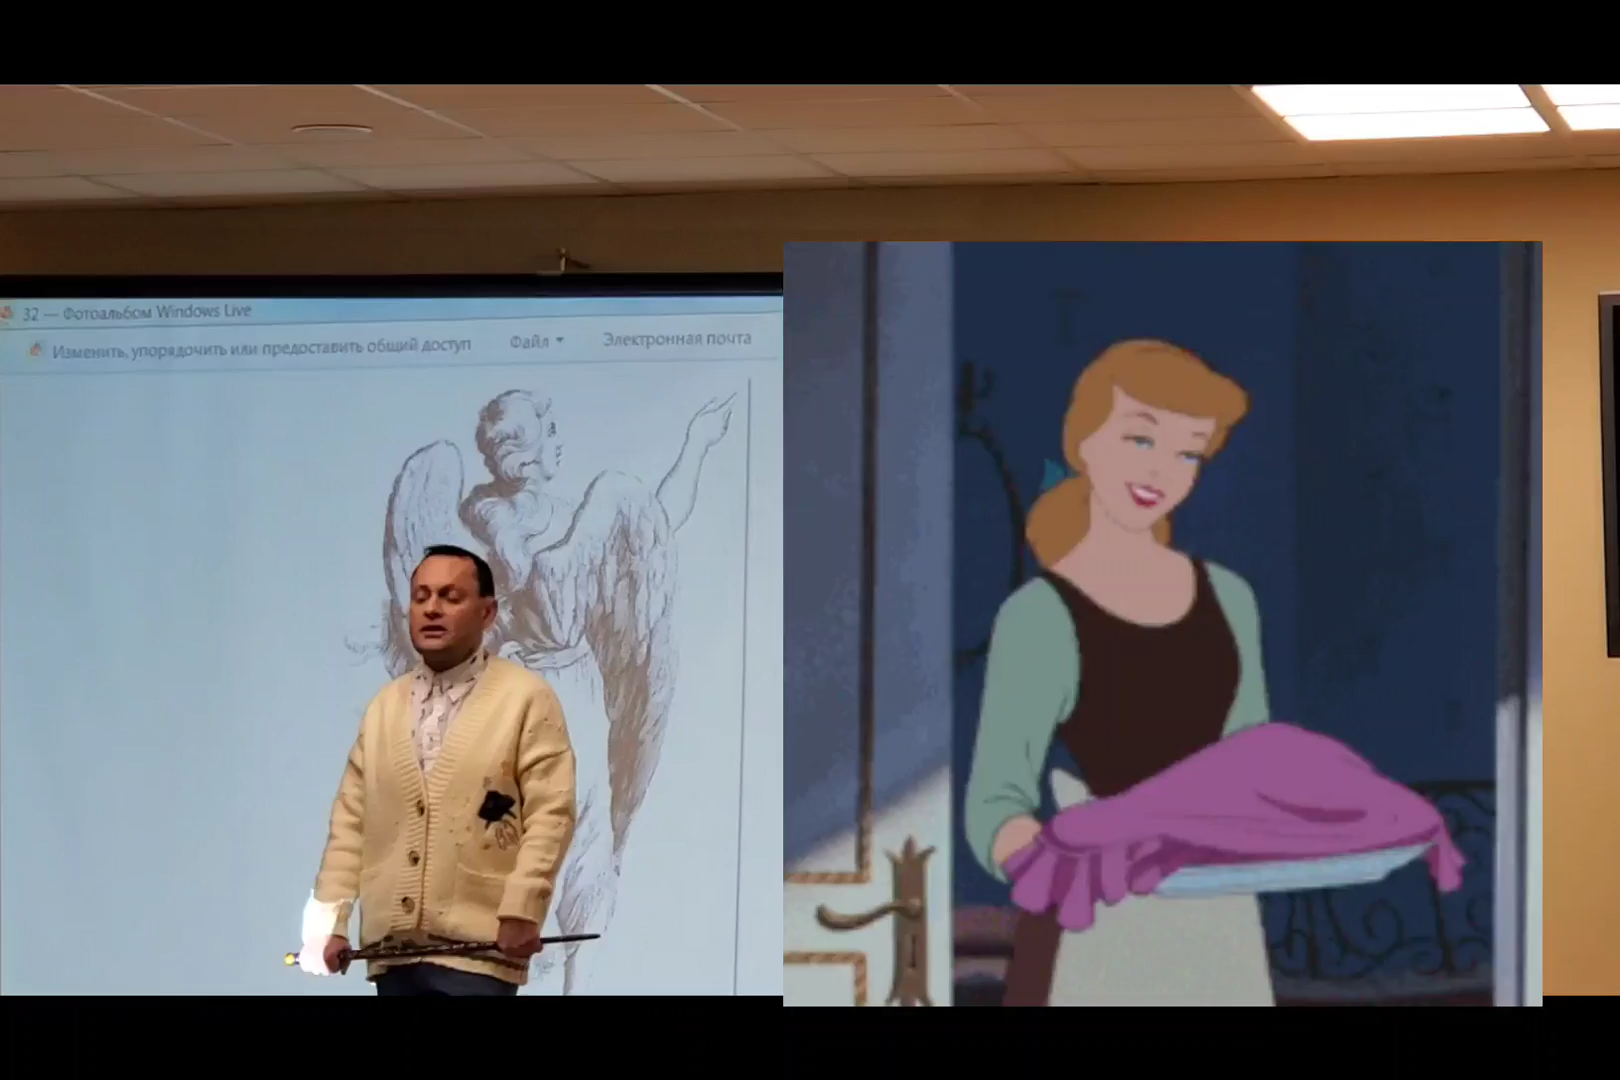 32 — Фотоальбом Windows Live
Изменить, упорядочить или предоставить общий доступ Файл Электронная почта